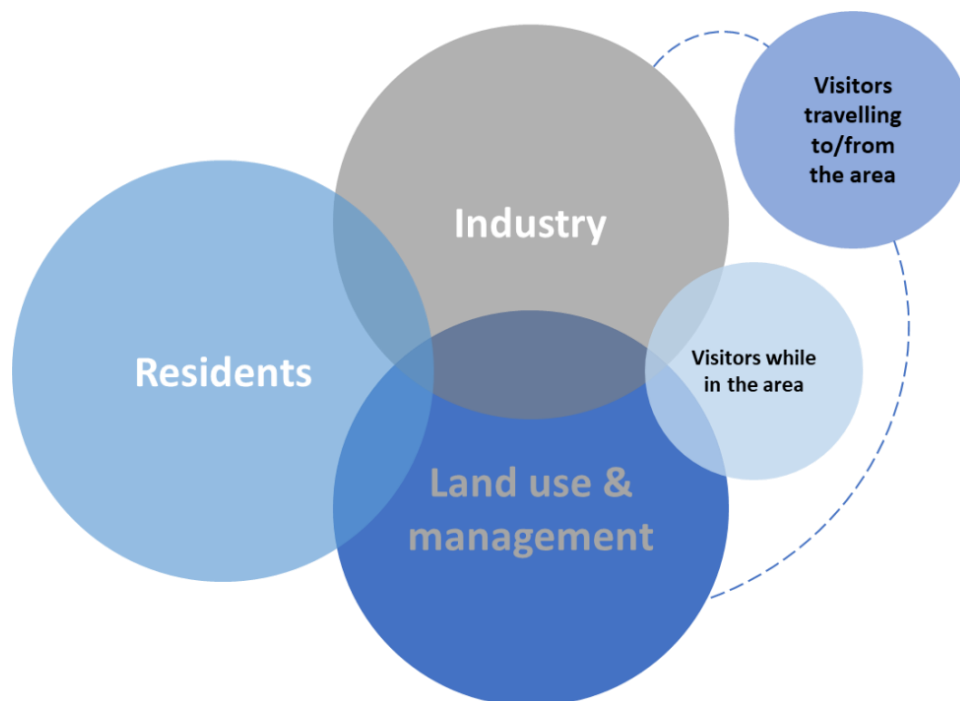 Visitors
travelling
to/from
the area
Industry
Residents
Visitors while
in the area
Land use &
management